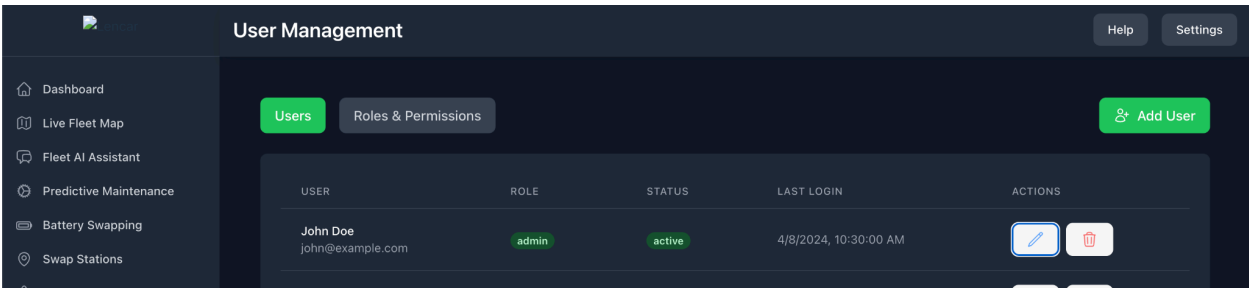 User Management
Help
Settings
Dashboard
Live Fleet Map
Fleet AI Assistant
Predictive Maintenance
Battery Swapping
Swap Stations
Users
Roles & Permissions
Add User
USER ROLE STATUS LAST LOGIN ACTIONS
John Doe
john@example.com
admin
active
4/8/2024, 10:30:00 AM